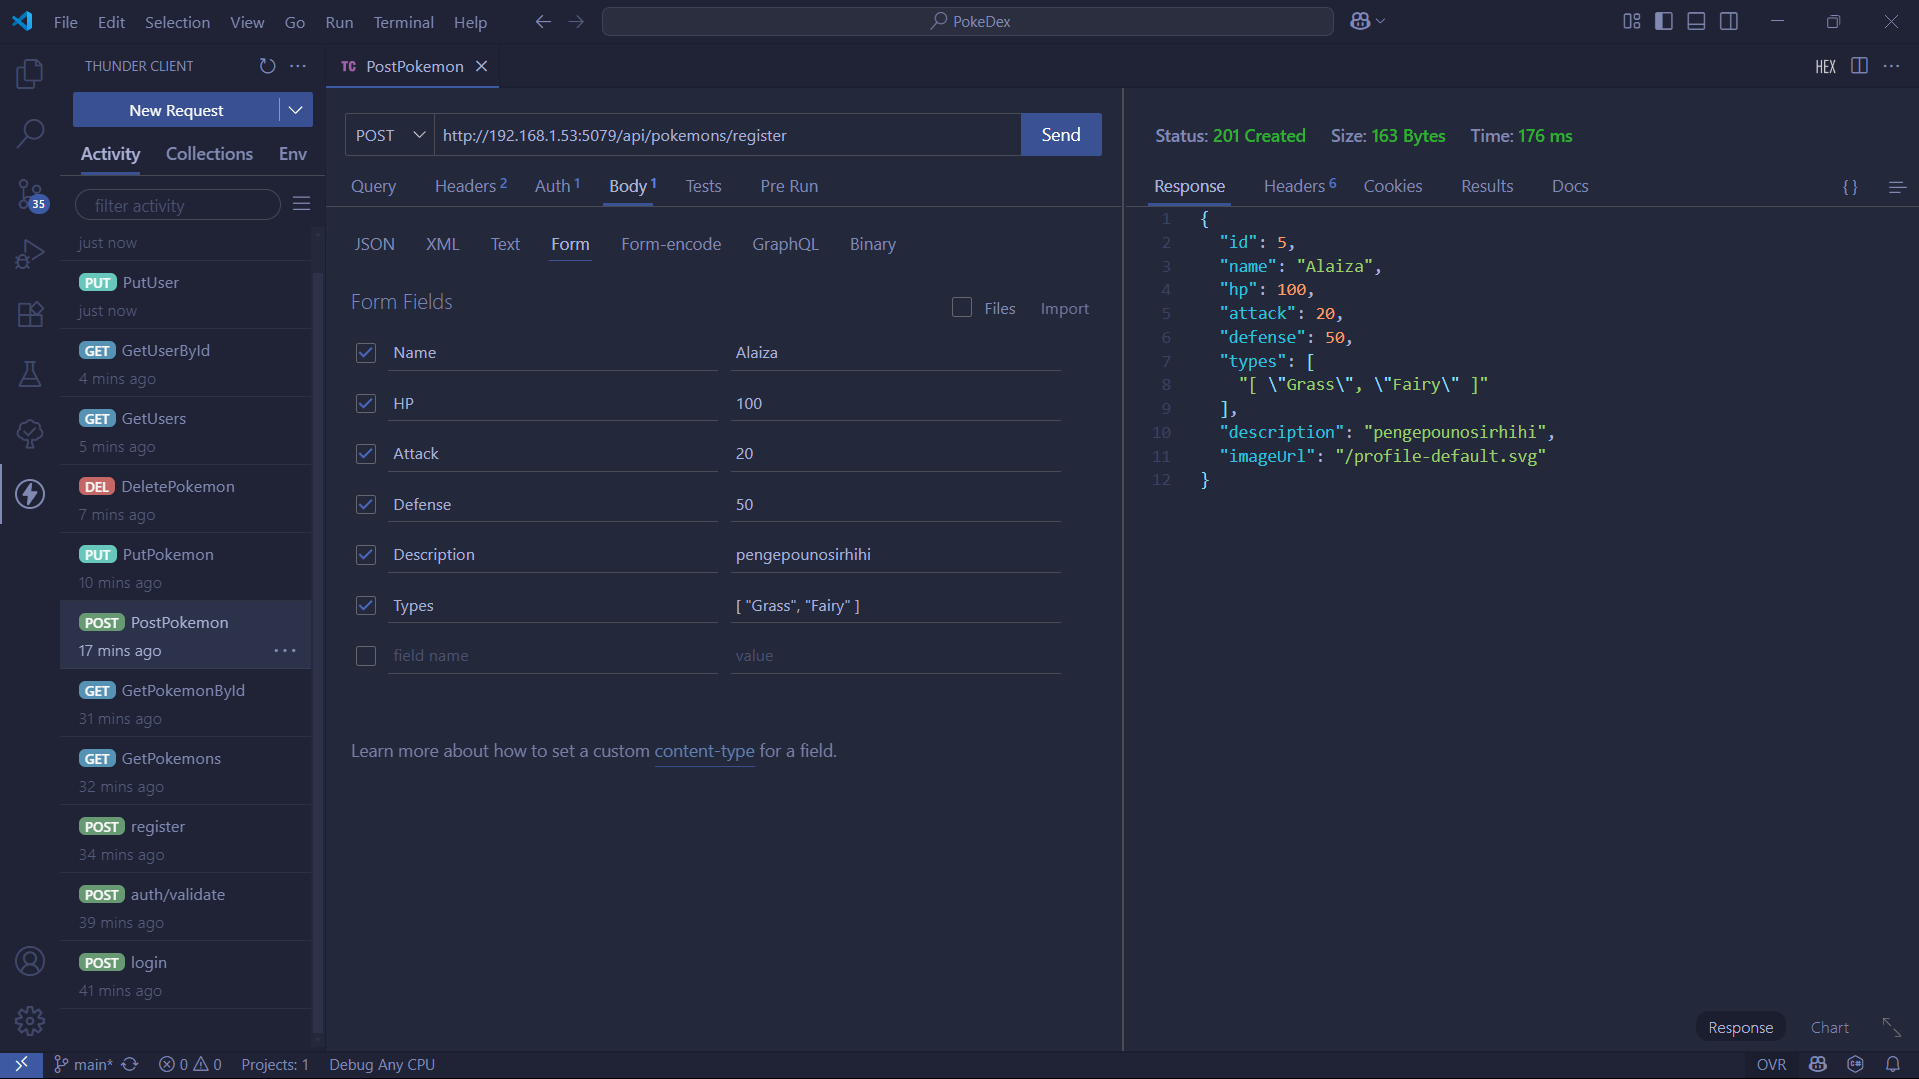 File Edit Selection View Go Run Terminal Help
PokeDex
THUNDER CLIENT
New Request
Activity Collections Env
filter activity
just now
PUT PutUser
just now
GET GetUserById
4 mins ago
GET GetUsers
5 mins ago
DEL DeletePokemon
7 mins ago
PUT PutPokemon
10 mins ago
POST PostPokemon
17 mins ago
GET GetPokemonById
31 mins ago
GET GetPokemons
32 mins ago
POST register
34 mins ago
POST auth/validate
39 mins ago
POST login
41 mins ago
35
TC PostPokemon
HEX
POST http://192.168.1.53:5079/api/pokemons/register Send
Query Headers 2 Auth 1 Body 1 Tests Pre Run
JSON XML Text Form Form-encode GraphQL Binary
Form Fields
Files Import
Name Alaiza
HP 100
Attack 20
Defense 50
Description pengepounosirhihi
Types [ "Grass", "Fairy" ]
field name value
Learn more about how to set a custom content-type for a field.
Status: 201 Created Size: 163 Bytes Time: 176 ms
Response Headers 6 Cookies Results Docs { }
1 {
2 "id": 5,
3 "name": "Alaiza",
4 "hp": 100,
5 "attack": 20,
6 "defense": 50,
7 "types": [
8 "[ \"Grass\", \"Fairy\" ]"
9 ],
10 "description": "pengepounosirhihi",
11 "imageUrl": "/profile-default.svg"
12 }
Response Chart
main* 0 0 Projects: 1 Debug Any CPU
OVR